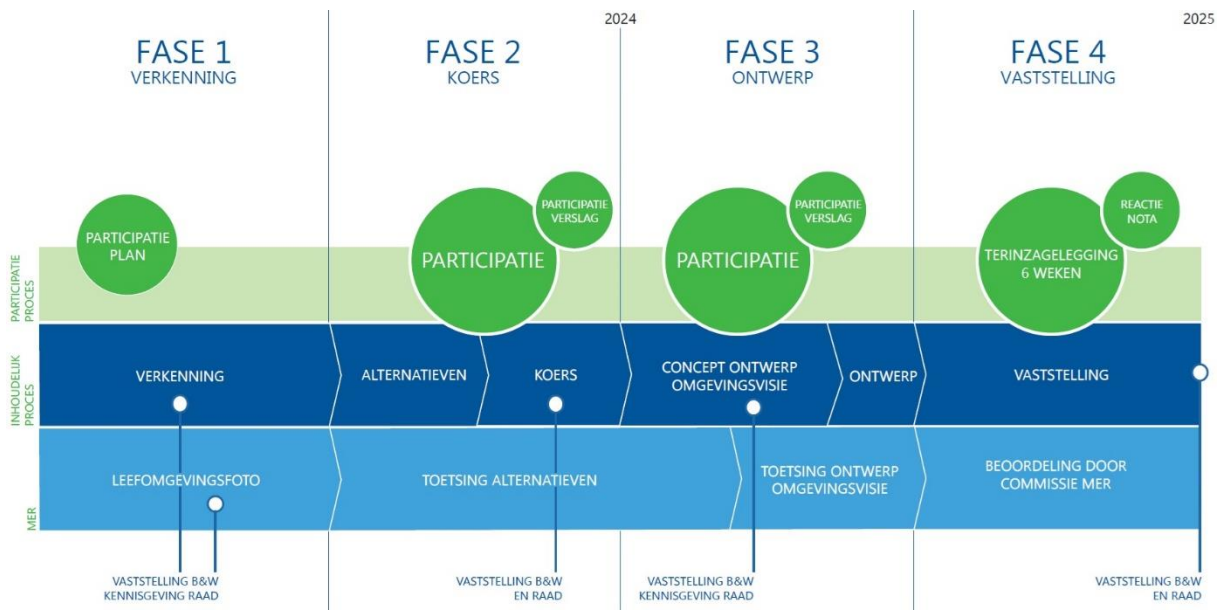 2024
2025
FASE 1
VERKENNING
FASE 2
KOERS
FASE 3
ONTWERP
FASE 4
VASTSTELLING
PARTICIPATIE
PROCES
PARTICIPATIE
PLAN
PARTICIPATIE
PARTICIPATIE
VERSLAG
PARTICIPATIE
PARTICIPATIE
VERSLAG
TERINZAGELEGGING
6 WEKEN
REACTIE
NOTA
INHOUDELIJK
PROCES
VERKENNING
ALTERNATIEVEN
KOERS
CONCEPT ONTWERP
OMGEVINGSVISIE
ONTWERP
VASTSTELLING
MER
LEEFOMGEVINGSFOTO
TOETSING ALTERNATIEVEN
TOETSING ONTWERP
OMGEVINGSVISIE
BEOORDELING DOOR
COMMISSIE MER
VASTSTELLING B&W
KENNISGEVING RAAD
VASTSTELLING B&W
EN RAAD
VASTSTELLING B&W
KENNISGEVING RAAD
VASTSTELLING B&W
EN RAAD